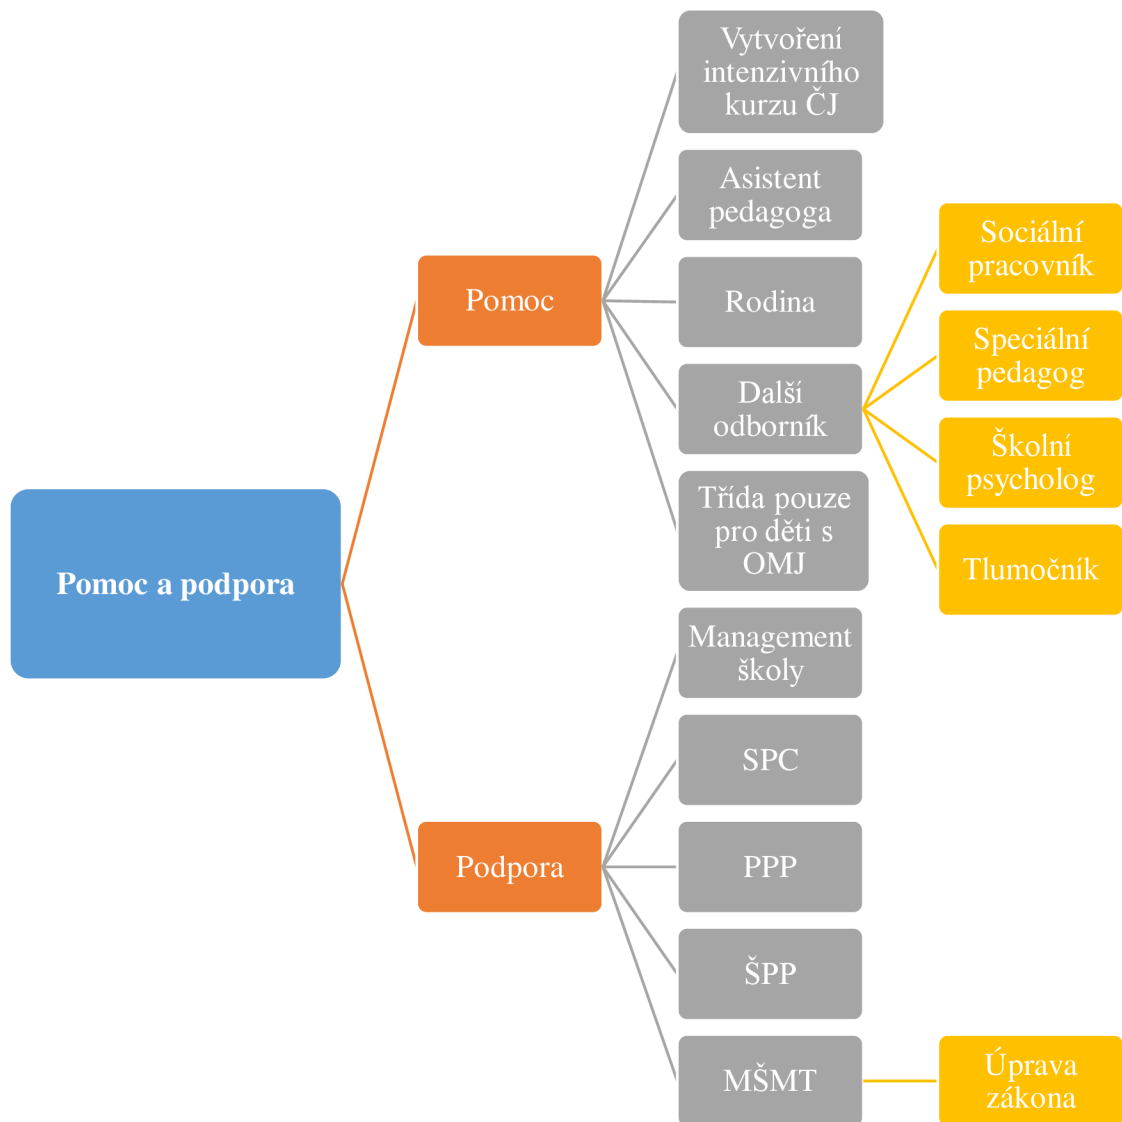 Pomoc a podpora
Pomoc
Vytvoření
intenzivního
kurzu ČJ
Asistent
pedagoga
Rodina
Další
odborník
Sociální
pracovník
Speciální
pedagog
Školní
psycholog
Tlumočník
Třída pouze
pro děti s
OMJ
Podpora
Management
školy
SPC
PPP
ŠPP
MŠMT
Úprava
zákona